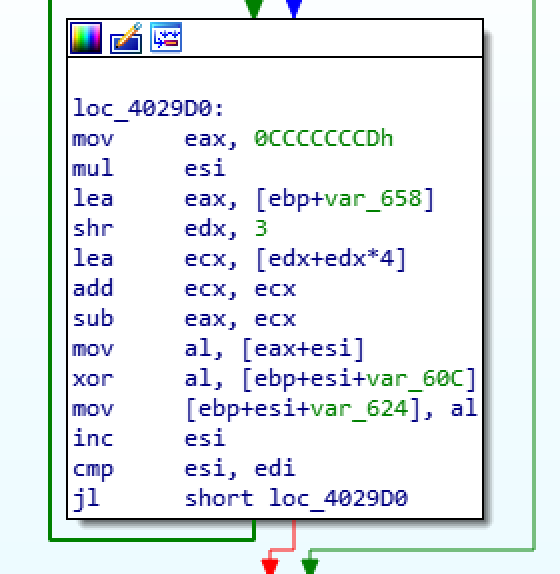 loc_4029D0:
mov eax, 0CCCCCCCDh
mul esi
lea eax, [ebp+var_658]
shr edx, 3
lea ecx, [edx+edx*4]
add ecx, ecx
sub eax, ecx
mov al, [eax+esi]
xor al, [ebp+esi+var_60C]
mov [ebp+esi+var_624], al
inc esi
cmp esi, edi
jl short loc_4029D0